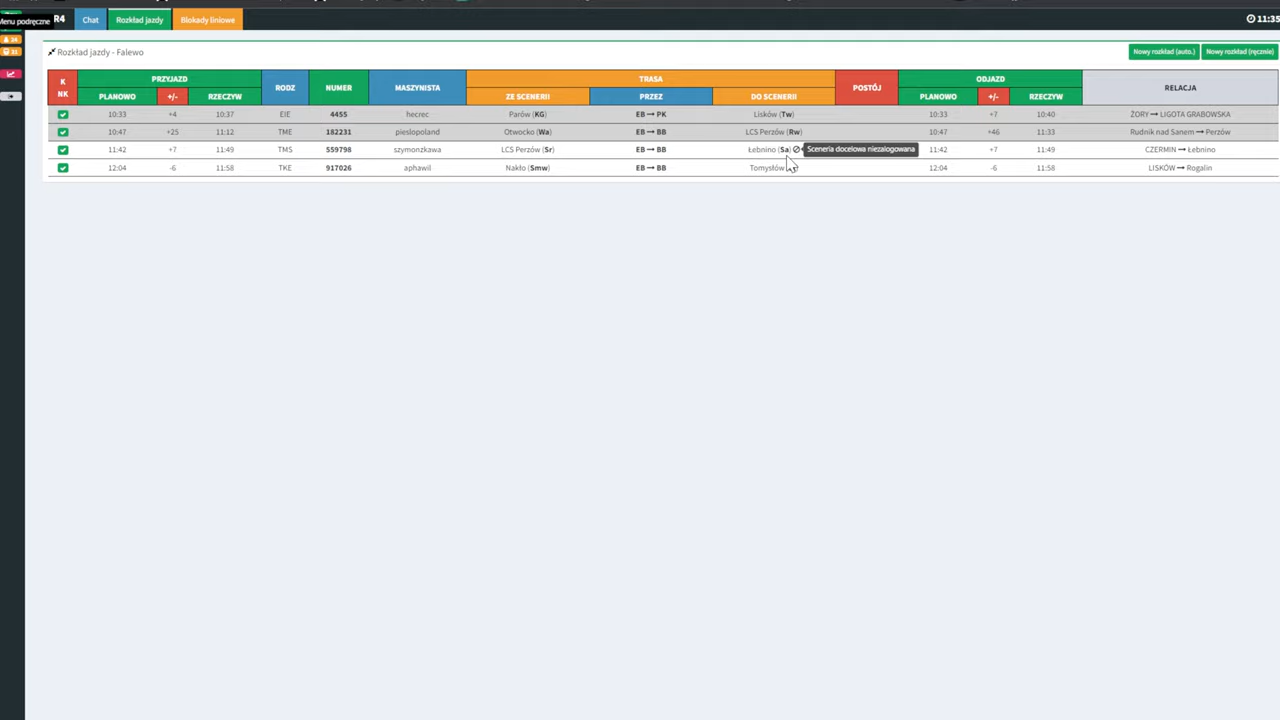 Menu podręczne
R4
Chat
Rozkład jazdy
Blokady liniowe
11:35
Rozkład jazdy - Falewo
Nowy rozkład (auto.)
Nowy rozkład (ręcznie)
K NK
PRZYJAZD
RODZ
NUMER
MASZYNISTA
TRASA
POSTÓJ
ODJAZD
RELACJA
PLANOWO +/- RZECZYW
ZE SCENERII PRZEZ DO SCENERII
PLANOWO +/- RZECZYW
10:33 +4 10:37 EIE 4455 hecrec Parów (KG) EB → PK Lisków (Tw) 10:33 +7 10:40 ŻORY → LIGOTA GRABOWSKA
10:47 +25 11:12 TME 182231 pieslopoland Otwocko (Wa) EB → BB LCS Perzów (Rw) 10:47 +46 11:33 Rudnik nad Sanem → Perzów
11:42 +7 11:49 TMS 559798 szymonzkawa LCS Perzów (Sr) EB → BB Łebnino (Sa) Sceneria docelowa niezalogowana 11:42 +7 11:49 CZERMIN → Łebnino
12:04 -6 11:58 TKE 917026 aphawil Nakło (Smw) EB → BB Tomysłów 12:04 -6 11:58 LISKÓW → Rogalin